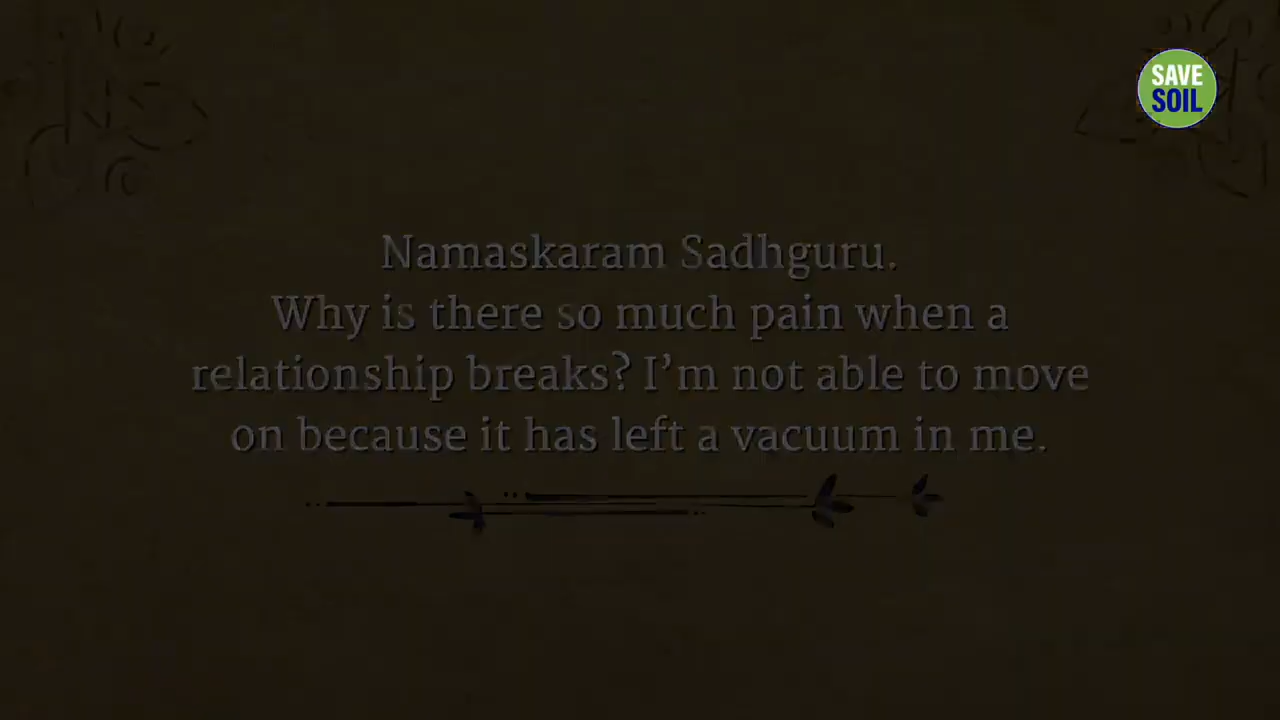 SAVE
SOIL
Namaskaram Sadhguru.
Why is there so much pain when a
relationship breaks? I’m not able to move
on because it has left a vacuum in me.